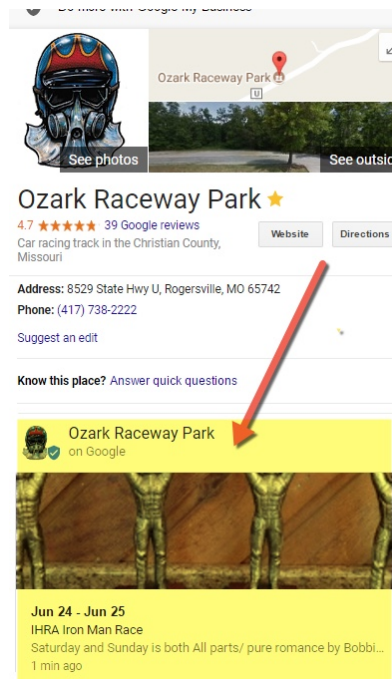 Do more with Google My Business
Ozark Raceway Park
U
See photos
See outsid
Ozark Raceway Park
4.7 39 Google reviews
Website
Directions
Car racing track in the Christian County,
Missouri
Address: 8529 State Hwy U, Rogersville, MO 65742
Phone: (417) 738-2222
Suggest an edit
Know this place? Answer quick questions
Ozark Raceway Park
on Google
Jun 24 - Jun 25
IHRA Iron Man Race
Saturday and Sunday is both All parts/ pure romance by Bobbi...
1 min ago